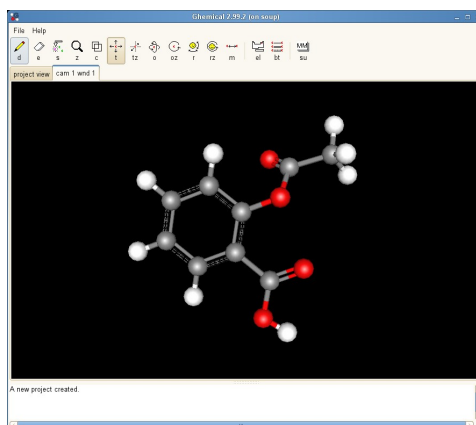 Ghemical 2.99.2 (on soup)
File Help
d e s z c t tz o oz r rz m el bt su
MM
project view cam 1 wnd 1
A new project created.